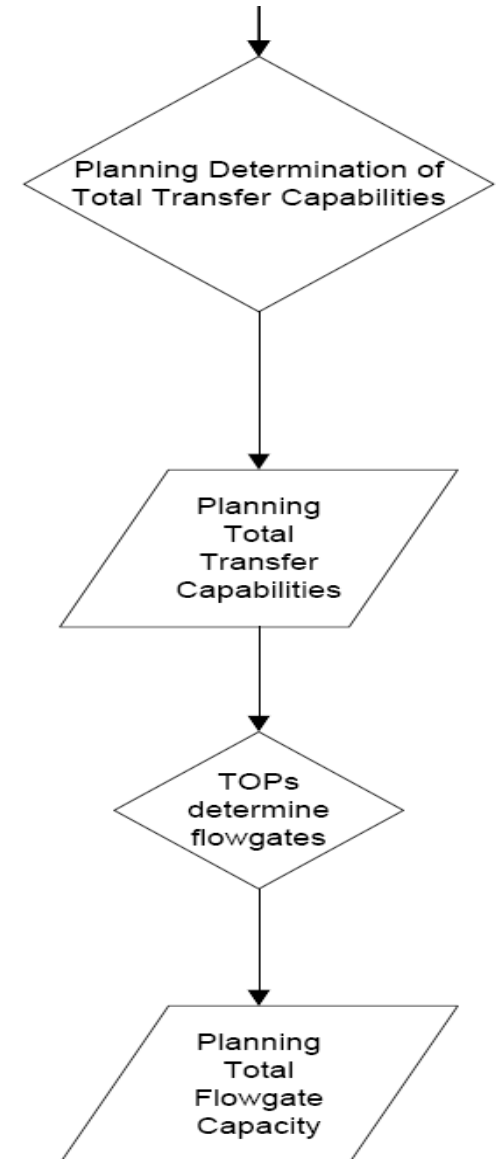 Planning Determination of
Total Transfer Capabilities
Planning
Total
Transfer
Capabilities
TOPs
determine
flowgates
Planning
Total
Flowgate
Capacity